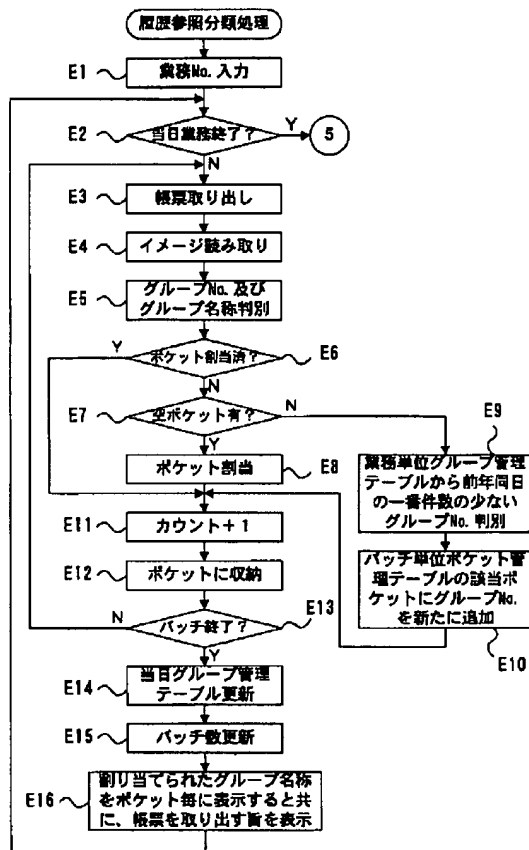 履歴参照分類処理
E1
業務No.入力
E2
当日業務終了？
Y
5
N
E3
帳票取り出し
E4
イメージ読み取り
E5
グループNo.及び
グループ名称判別
Y
ポケット割当済？
E6
N
E7
空ポケット有？
N
E9
Y
ポケット割当
E8
業務単位グループ管理
テーブルから前年同日
の一番件数の少ない
グループNo.判別
E11
カウント+1
E12
ポケットに収納
バッチ単位ポケット管
理テーブルの該当ポ
ケットにグループNo.
を新たに追加
E10
N
バッチ終了？
E13
Y
E14
当日グループ管理
テーブル更新
E15
バッチ数更新
E16
割り当てられたグループ名称
をポケット毎に表示すると共
に、帳票を取り出す旨を表示